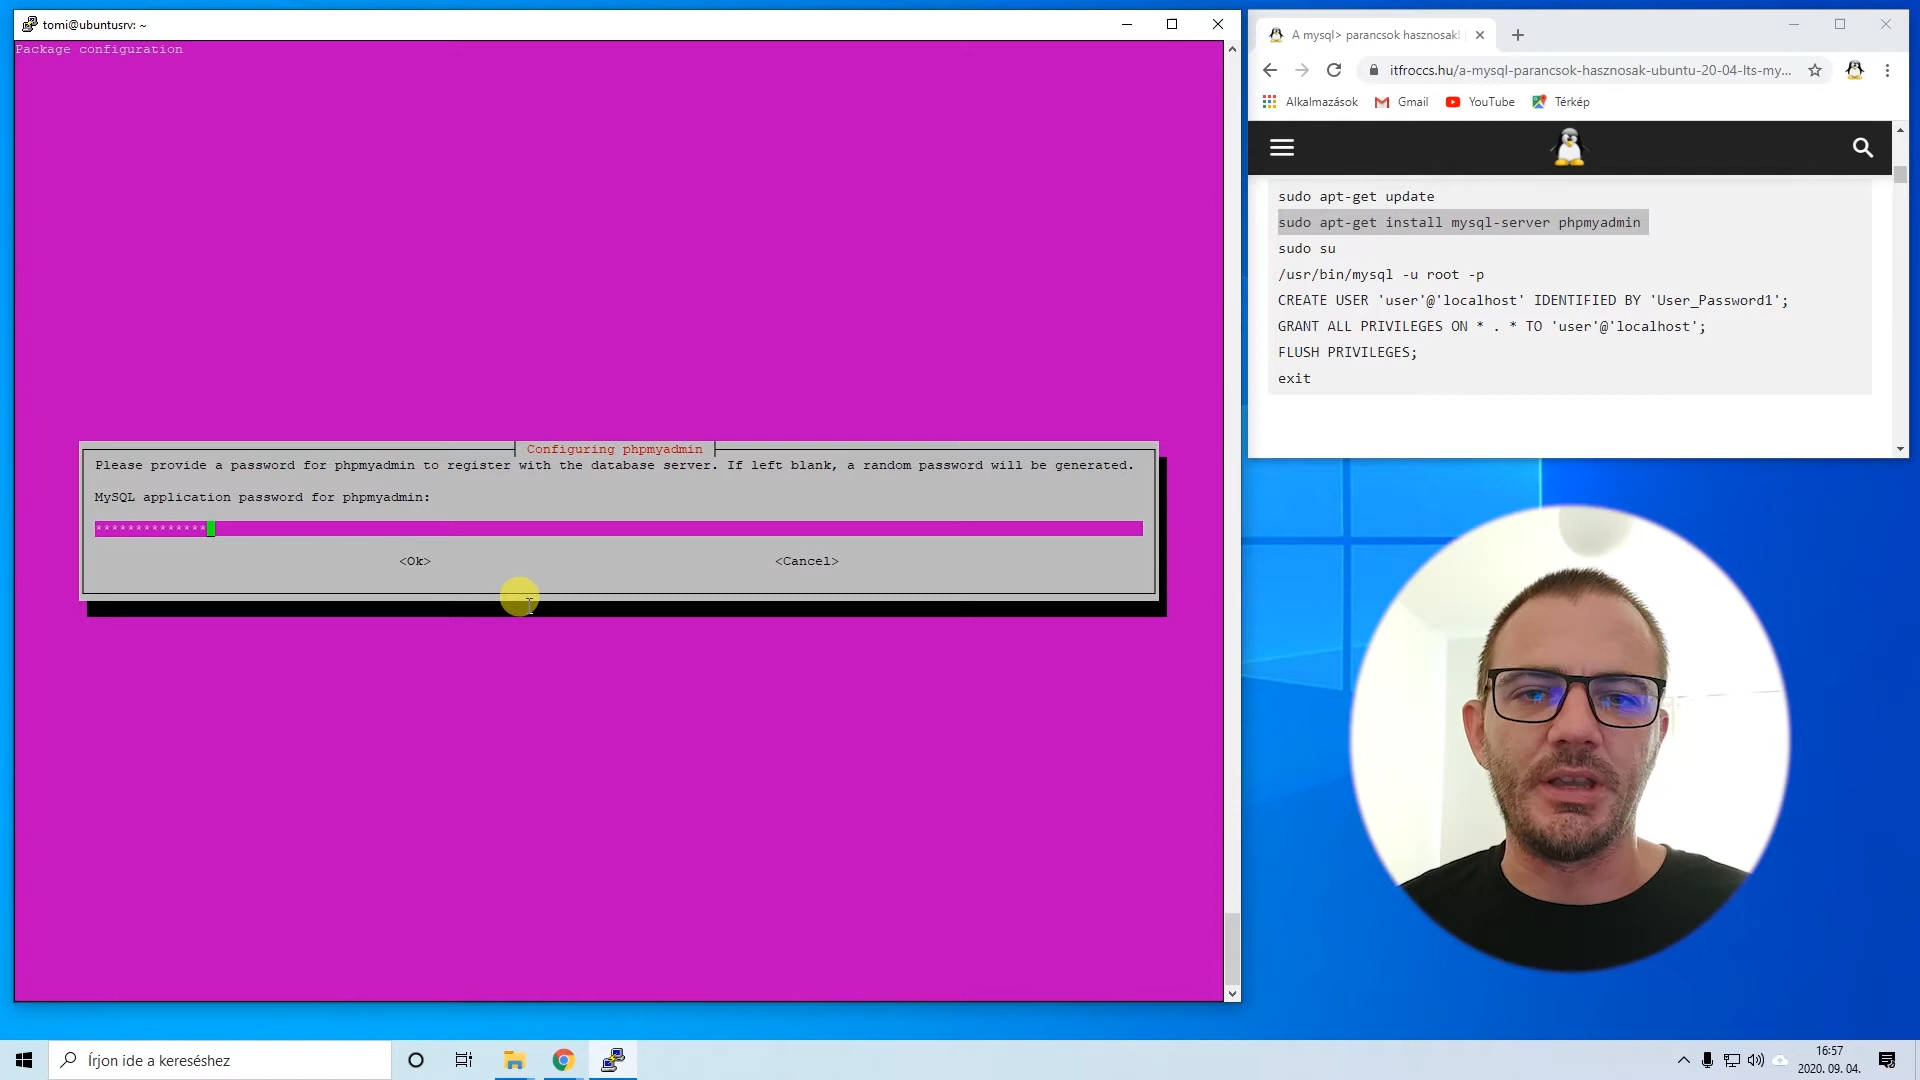 tomi@ubuntusrv: ~
Package configuration
Configuring phpmyadmin
Please provide a password for phpmyadmin to register with the database server. If left blank, a random password will be generated.
MySQL application password for phpmyadmin:
**************
<Ok>
<Cancel>
A mysql> parancsok hasznosak!
itfroccs.hu/a-mysql-parancsok-hasznosak-ubuntu-20-04-lts-my...
Alkalmazások
Gmail
YouTube
Térkép
sudo apt-get update
sudo apt-get install mysql-server phpmyadmin
sudo su
/usr/bin/mysql -u root -p
CREATE USER 'user'@'localhost' IDENTIFIED BY 'User_Password1';
GRANT ALL PRIVILEGES ON * . * TO 'user'@'localhost';
FLUSH PRIVILEGES;
exit
Írjon ide a kereséshez
16:57
2020. 09. 04.